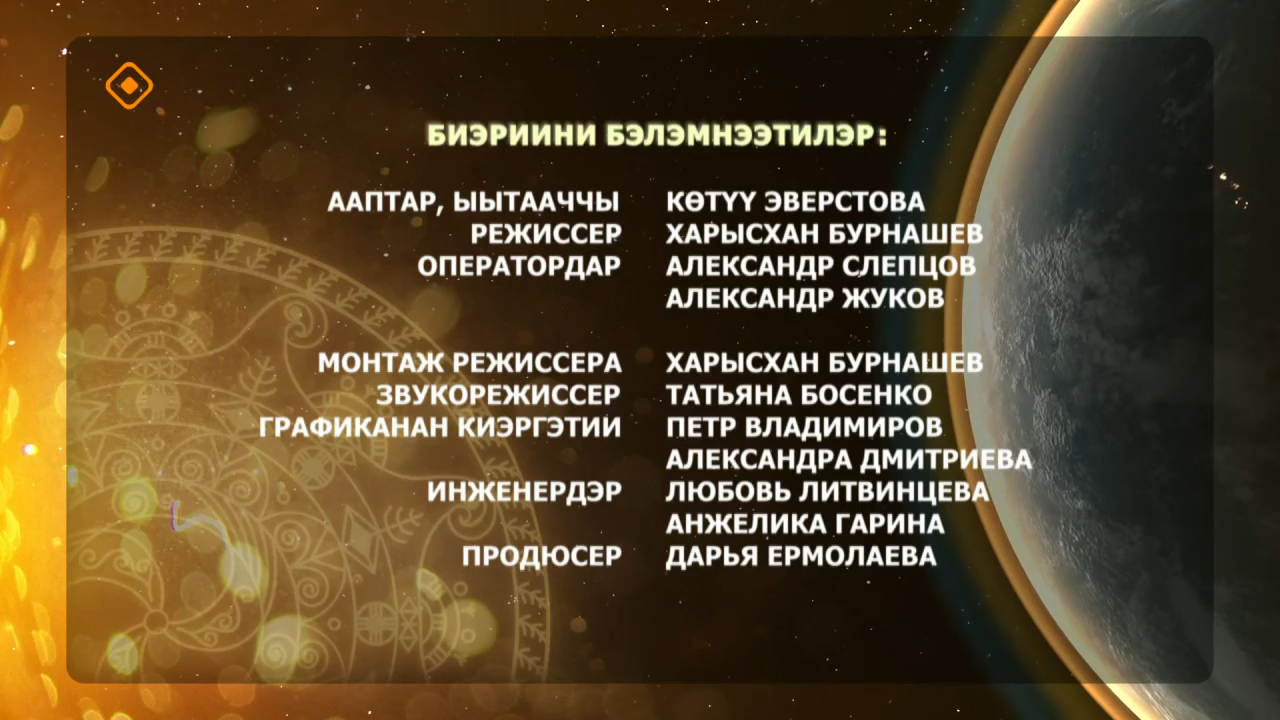 БИЭРИИНИ БЭЛЭМНЭЭТИЛЭР:
ААПТАР, ЫЫТААЧЧЫ КӨТҮҮ ЭВЕРСТОВА
РЕЖИССЕР ХАРЫСХАН БУРНАШЕВ
ОПЕРАТОРДАР АЛЕКСАНДР СЛЕПЦОВ
АЛЕКСАНДР ЖУКОВ
МОНТАЖ РЕЖИССЕРА ХАРЫСХАН БУРНАШЕВ
ЗВУКОРЕЖИССЕР ТАТЬЯНА БОСЕНКО
ГРАФИКАНАН КИЭРГЭТИИ ПЕТР ВЛАДИМИРОВ
АЛЕКСАНДРА ДМИТРИЕВА
ИНЖЕНЕРДЭР ЛЮБОВЬ ЛИТВИНЦЕВА
АНЖЕЛИКА ГАРИНА
ПРОДЮСЕР ДАРЬЯ ЕРМОЛАЕВА